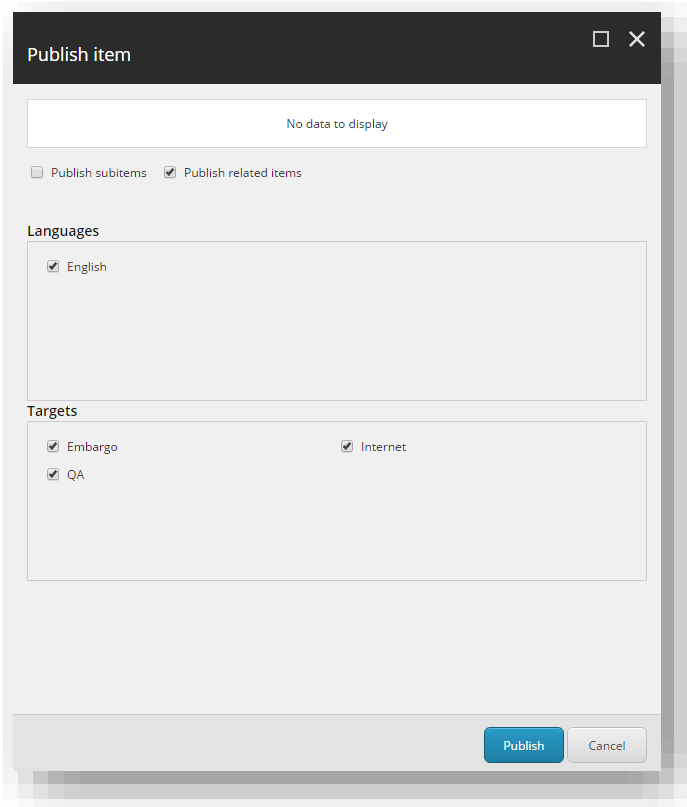 Publish item
No data to display
Publish subitems Publish related items
Languages
English
Targets
Embargo Internet
QA
Publish Cancel